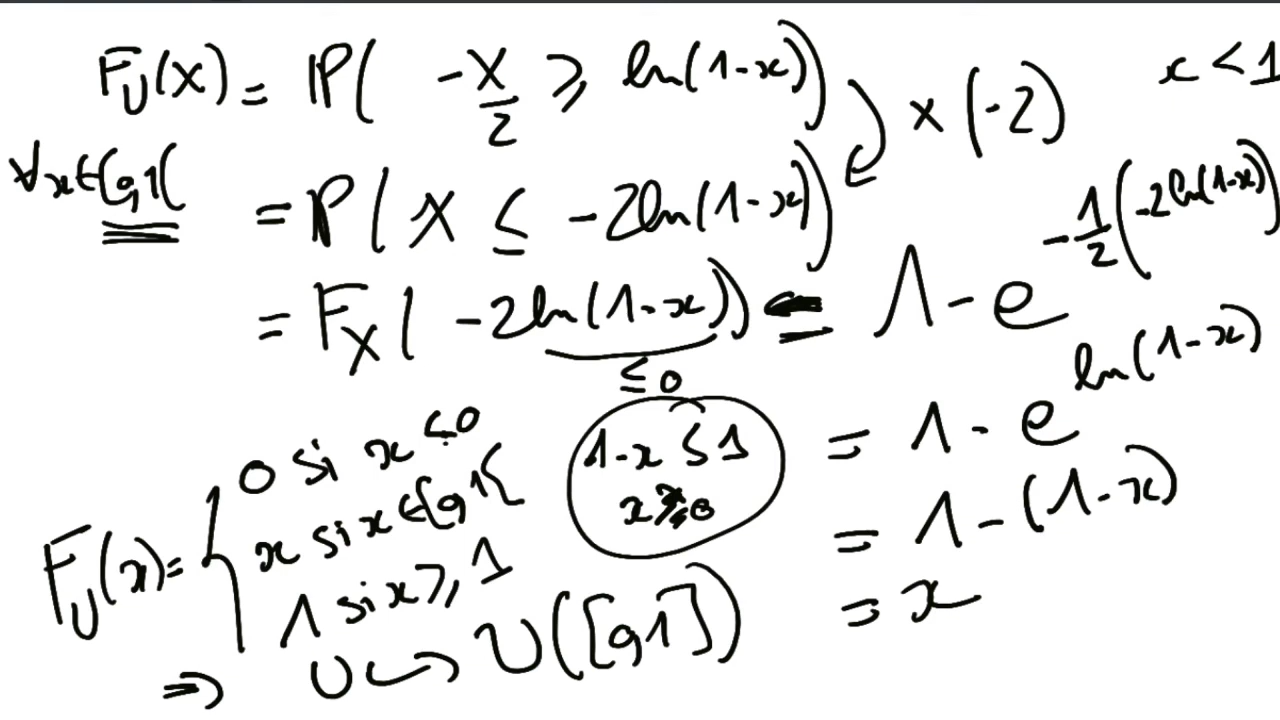 F_U(x) = P( -X/2 ⩾ ln(1-x)) x < 1
× (-2)
∀x∈[0,1[ = P( X ≤ -2ln(1-x))
= F_X( -2ln(1-x)) = 1 - e^{-1/2(-2ln(1-x))}
≤ 0
1-x ≤ 1
x ⩾ 0
= 1 - e^{ln(1-x)}
= 1 - (1-x)
= x
F_U(x) = { 0 si x < 0
x si x ∈ [0,1[
1 si x ⩾ 1
⇒ U ↪ U([0,1])